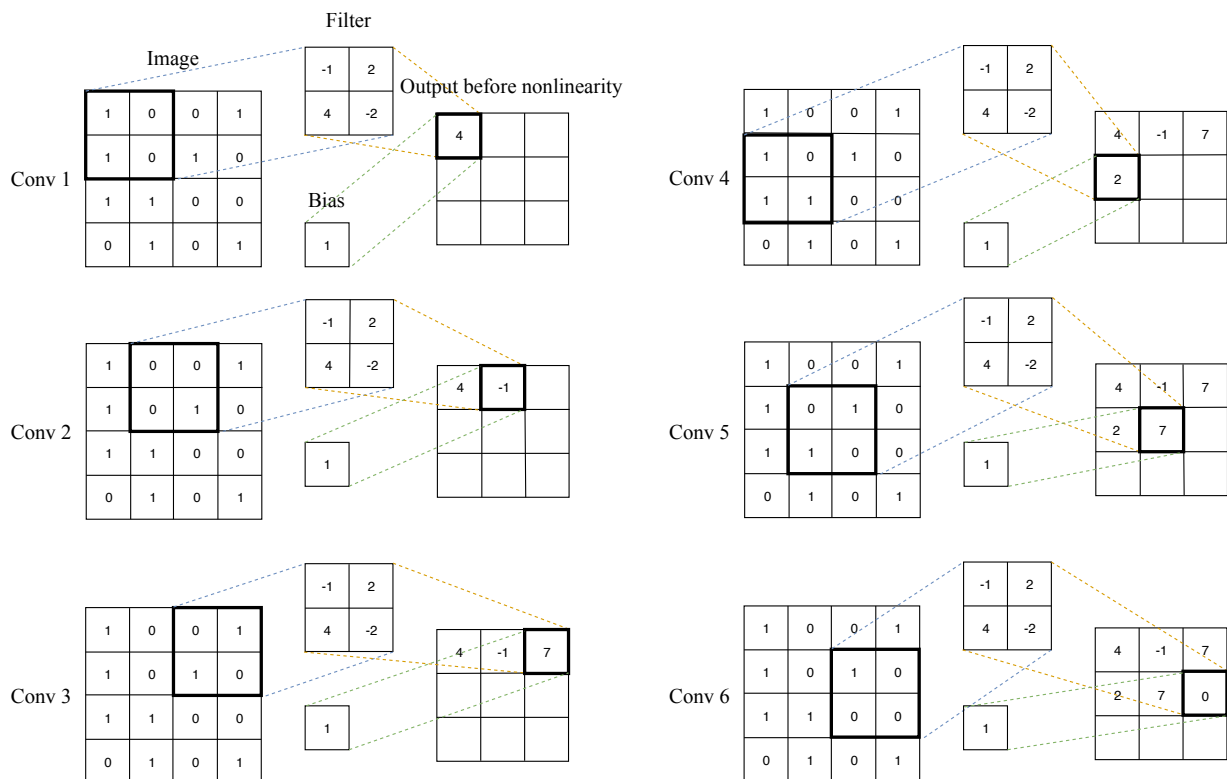 Filter
Image
-1 2
4 -2
Output before nonlinearity
1 0 0 1
1 0 1 0
1 1 0 0
0 1 0 1
4
Conv 1
Bias
1
-1 2
4 -2
1 0 0 1
1 0 1 0
1 1 0 0
0 1 0 1
4 -1
Conv 2
1
-1 2
4 -2
1 0 0 1
1 0 1 0
1 1 0 0
0 1 0 1
4 -1 7
Conv 3
1
-1 2
4 -2
1 0 0 1
1 0 1 0
1 1 0 0
0 1 0 1
4 -1 7
2
Conv 4
1
-1 2
4 -2
1 0 0 1
1 0 1 0
1 1 0 0
0 1 0 1
4 -1 7
2 7
Conv 5
1
-1 2
4 -2
1 0 0 1
1 0 1 0
1 1 0 0
0 1 0 1
4 -1 7
2 7 0
Conv 6
1